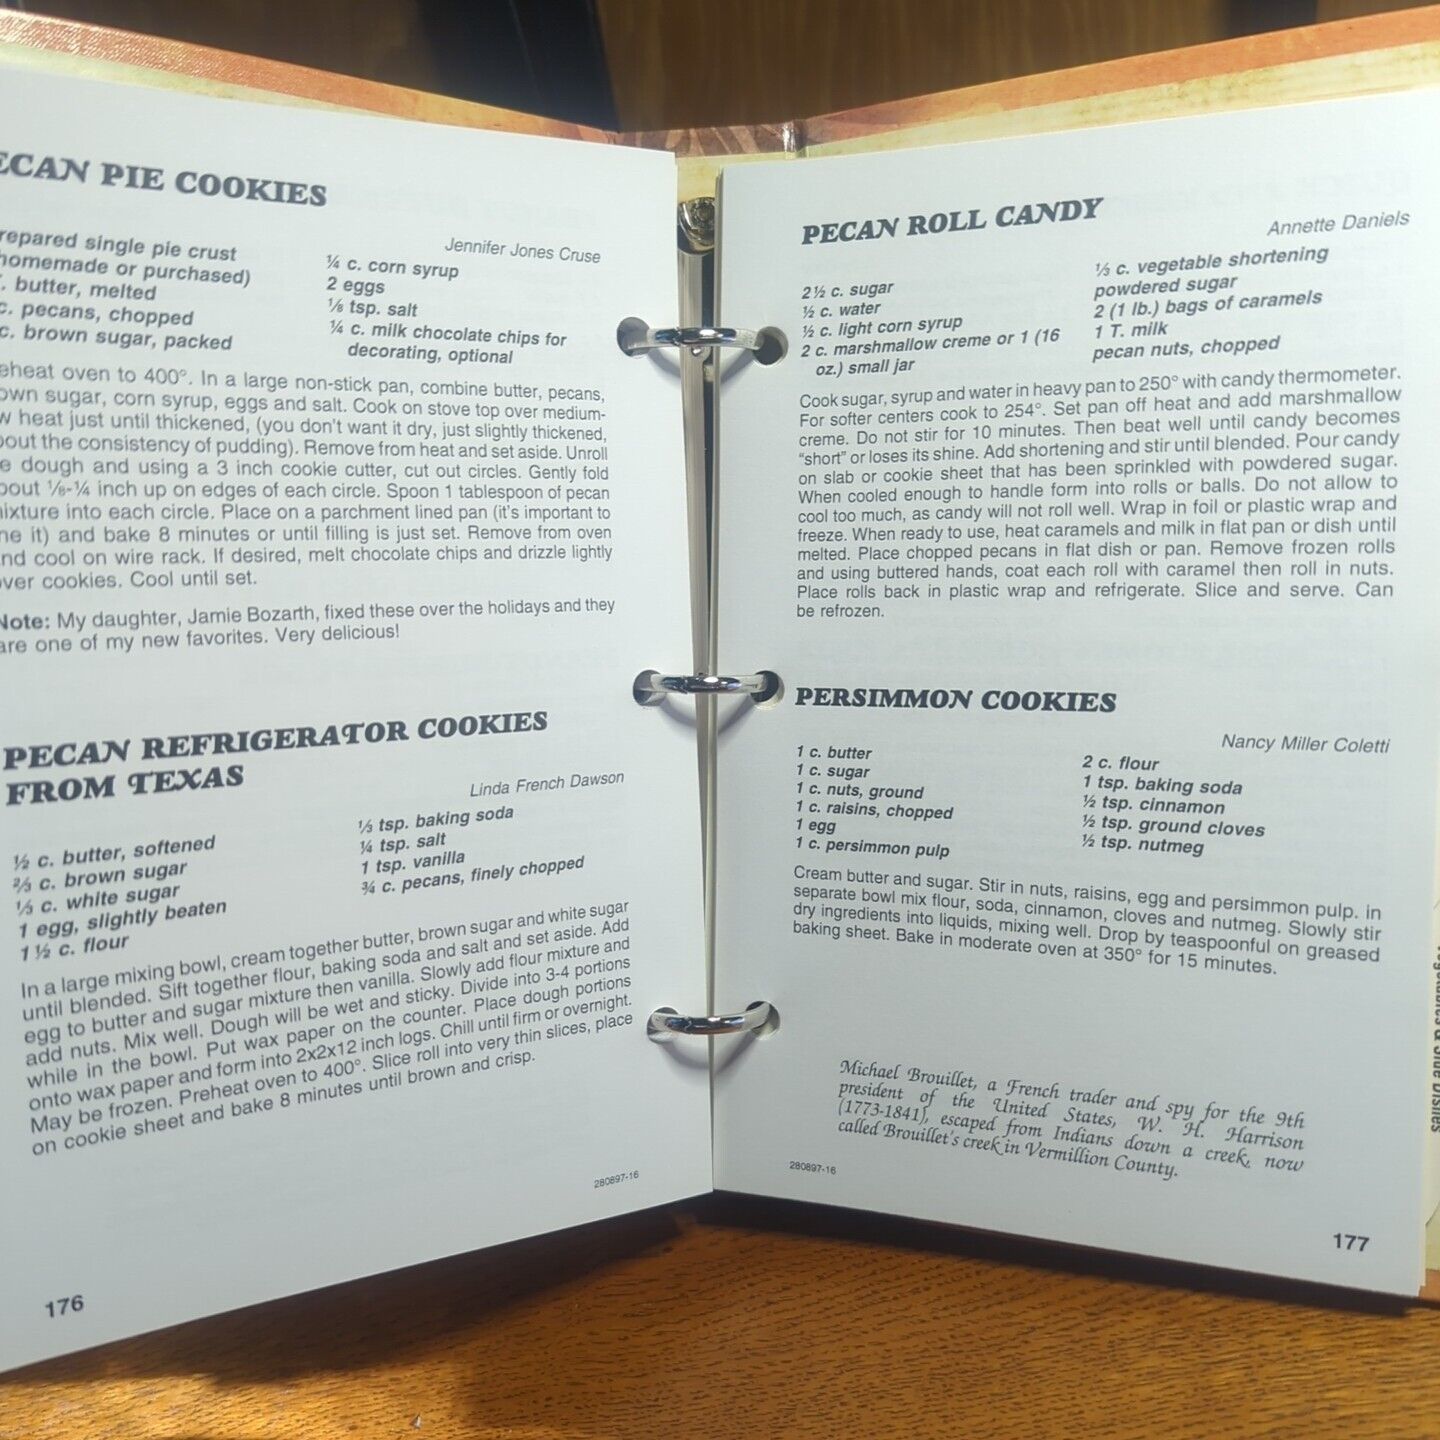 ECAN PIE COOKIES
Jennifer Jones Cruse
repared single pie crust
homemade or purchased)
butter, melted
c. pecans, chopped
c. brown sugar, packed
¼ c. corn syrup
2 eggs
⅛ tsp. salt
¼ c. milk chocolate chips for
decorating, optional
eheat oven to 400°. In a large non-stick pan, combine butter, pecans,
own sugar, corn syrup, eggs and salt. Cook on stove top over medium-
w heat just until thickened, (you don't want it dry, just slightly thickened,
bout the consistency of pudding). Remove from heat and set aside. Unroll
e dough and using a 3 inch cookie cutter, cut out circles. Gently fold
bout ⅛-¼ inch up on edges of each circle. Spoon 1 tablespoon of pecan
ixture into each circle. Place on a parchment lined pan (it's important to
ne it) and bake 8 minutes or until filling is just set. Remove from oven
nd cool on wire rack. If desired, melt chocolate chips and drizzle lightly
ver cookies. Cool until set.
Note: My daughter, Jamie Bozarth, fixed these over the holidays and they
are one of my new favorites. Very delicious!
PECAN REFRIGERATOR COOKIES
FROM TEXAS
Linda French Dawson
½ c. butter, softened
⅔ c. brown sugar
⅓ c. white sugar
1 egg, slightly beaten
1 ½ c. flour
⅓ tsp. baking soda
¼ tsp. salt
1 tsp. vanilla
¾ c. pecans, finely chopped
In a large mixing bowl, cream together butter, brown sugar and white sugar
until blended. Sift together flour, baking soda and salt and set aside. Add
egg to butter and sugar mixture then vanilla. Slowly add flour mixture and
add nuts. Mix well. Dough will be wet and sticky. Divide into 3-4 portions
while in the bowl. Put wax paper on the counter. Place dough portions
onto wax paper and form into 2x2x12 inch logs. Chill until firm or overnight.
May be frozen. Preheat oven to 400°. Slice roll into very thin slices, place
on cookie sheet and bake 8 minutes until brown and crisp.
280897-16
176
PECAN ROLL CANDY
Annette Daniels
2 ½ c. sugar
½ c. water
½ c. light corn syrup
2 c. marshmallow creme or 1 (16
oz.) small jar
⅓ c. vegetable shortening
powdered sugar
2 (1 lb.) bags of caramels
1 T. milk
pecan nuts, chopped
Cook sugar, syrup and water in heavy pan to 250° with candy thermometer.
For softer centers cook to 254°. Set pan off heat and add marshmallow
creme. Do not stir for 10 minutes. Then beat well until candy becomes
“short” or loses its shine. Add shortening and stir until blended. Pour candy
on slab or cookie sheet that has been sprinkled with powdered sugar.
When cooled enough to handle form into rolls or balls. Do not allow to
cool too much, as candy will not roll well. Wrap in foil or plastic wrap and
freeze. When ready to use, heat caramels and milk in flat pan or dish until
melted. Place chopped pecans in flat dish or pan. Remove frozen rolls
and using buttered hands, coat each roll with caramel then roll in nuts.
Place rolls back in plastic wrap and refrigerate. Slice and serve. Can
be refrozen.
PERSIMMON COOKIES
Nancy Miller Coletti
1 c. butter
1 c. sugar
1 c. nuts, ground
1 c. raisins, chopped
1 egg
1 c. persimmon pulp
2 c. flour
1 tsp. baking soda
½ tsp. cinnamon
½ tsp. ground cloves
½ tsp. nutmeg
Cream butter and sugar. Stir in nuts, raisins, egg and persimmon pulp. in
separate bowl mix flour, soda, cinnamon, cloves and nutmeg. Slowly stir
dry ingredients into liquids, mixing well. Drop by teaspoonful on greased
baking sheet. Bake in moderate oven at 350° for 15 minutes.
Michael Brouillet, a French trader and spy for the 9th
president of the United States, W. H. Harrison
(1773-1841), escaped from Indians down a creek, now
called Brouillet's creek in Vermillion County.
280897-16
177
Vegetables & Side Dishes